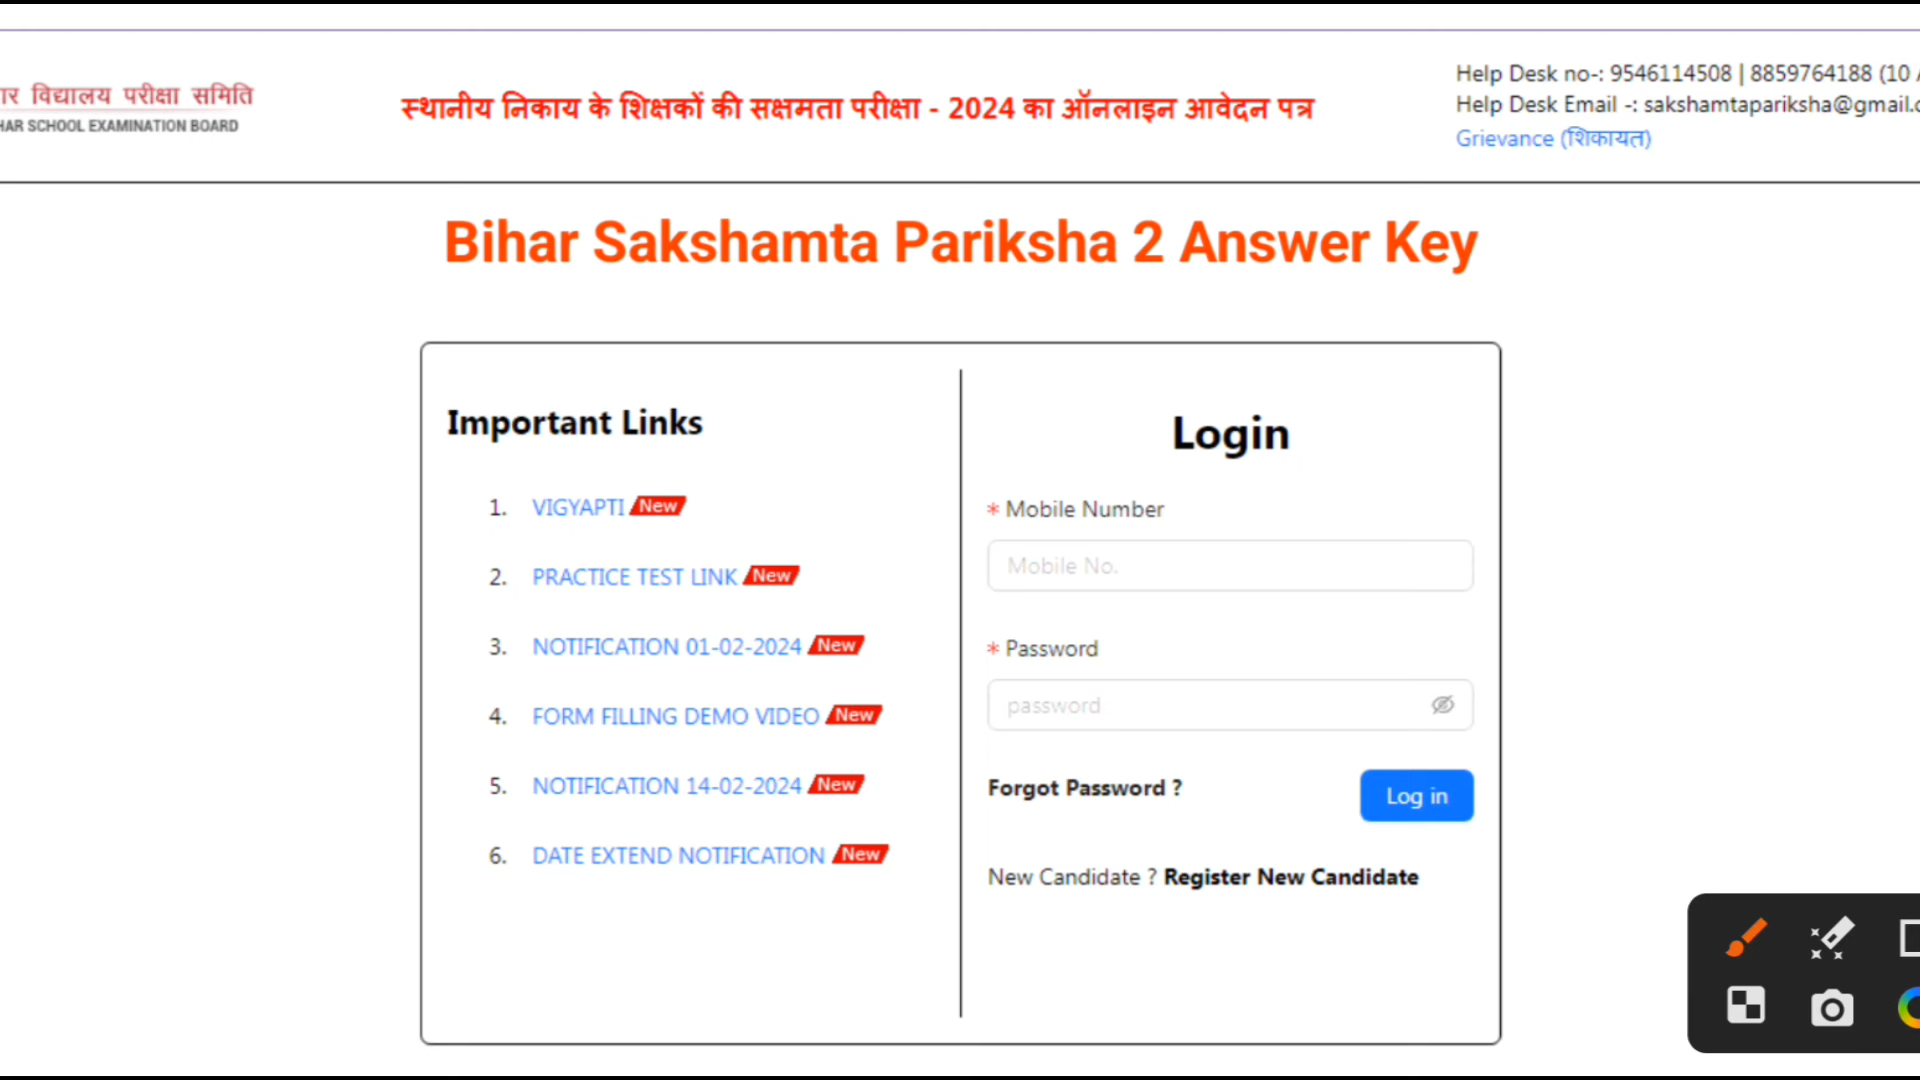 विद्यालय परीक्षा समिति
SCHOOL EXAMINATION BOARD
स्थानीय निकाय के शिक्षकों की सक्षमता परीक्षा - 2024 का ऑनलाइन आवेदन पत्र
Help Desk no-: 9546114508 | 8859764188 (10
Help Desk Email -: sakshamtapariksha@gmail.c
Grievance (शिकायत)
Bihar Sakshamta Pariksha 2 Answer Key
Important Links
1. VIGYAPTI New
2. PRACTICE TEST LINK New
3. NOTIFICATION 01-02-2024 New
4. FORM FILLING DEMO VIDEO New
5. NOTIFICATION 14-02-2024 New
6. DATE EXTEND NOTIFICATION New
Login
* Mobile Number
Mobile No.
* Password
password
Forgot Password ?
Log in
New Candidate ? Register New Candidate